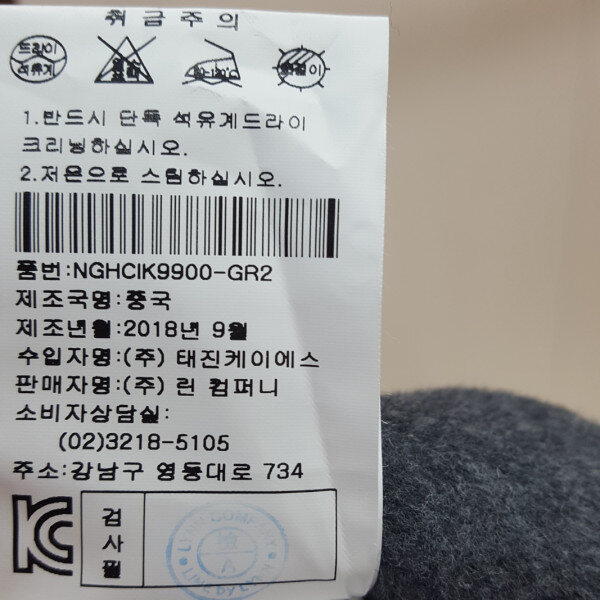 취 급 주 의
드라이
석유계
1.반드시 단독 석유계드라이
크리닝하십시오.
2.저온으로 스팀하십시오.
품번:NGHCIK9900-GR2
제조국명:중국
제조년월:2018년 9월
수입자명:(주) 태진케이에스
판매자명:(주) 린 컴퍼니
소비자상담실:
(02)3218-5105
주소:강남구 영동대로 734
KC
검
사
필
LYNN COMPANY